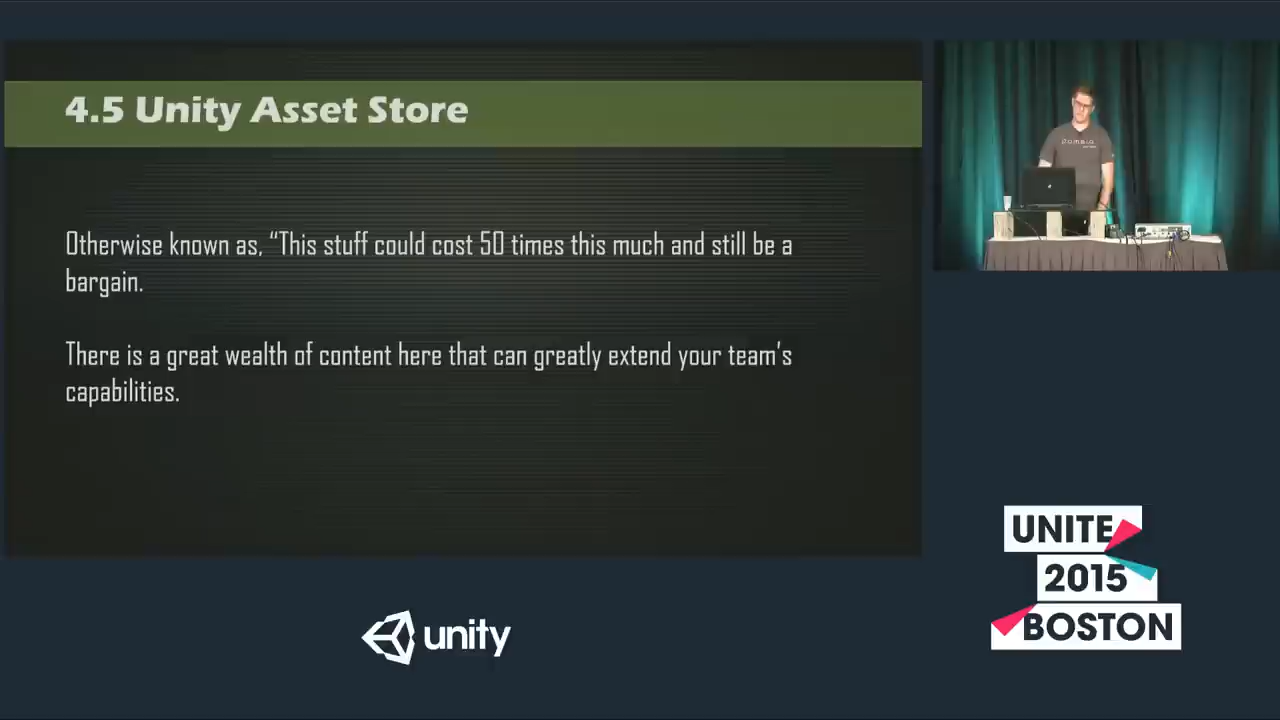 4.5 Unity Asset Store
Otherwise known as, “This stuff could cost 50 times this much and still be a
bargain.
There is a great wealth of content here that can greatly extend your team’s
capabilities.
unity
UNITE
2015
BOSTON